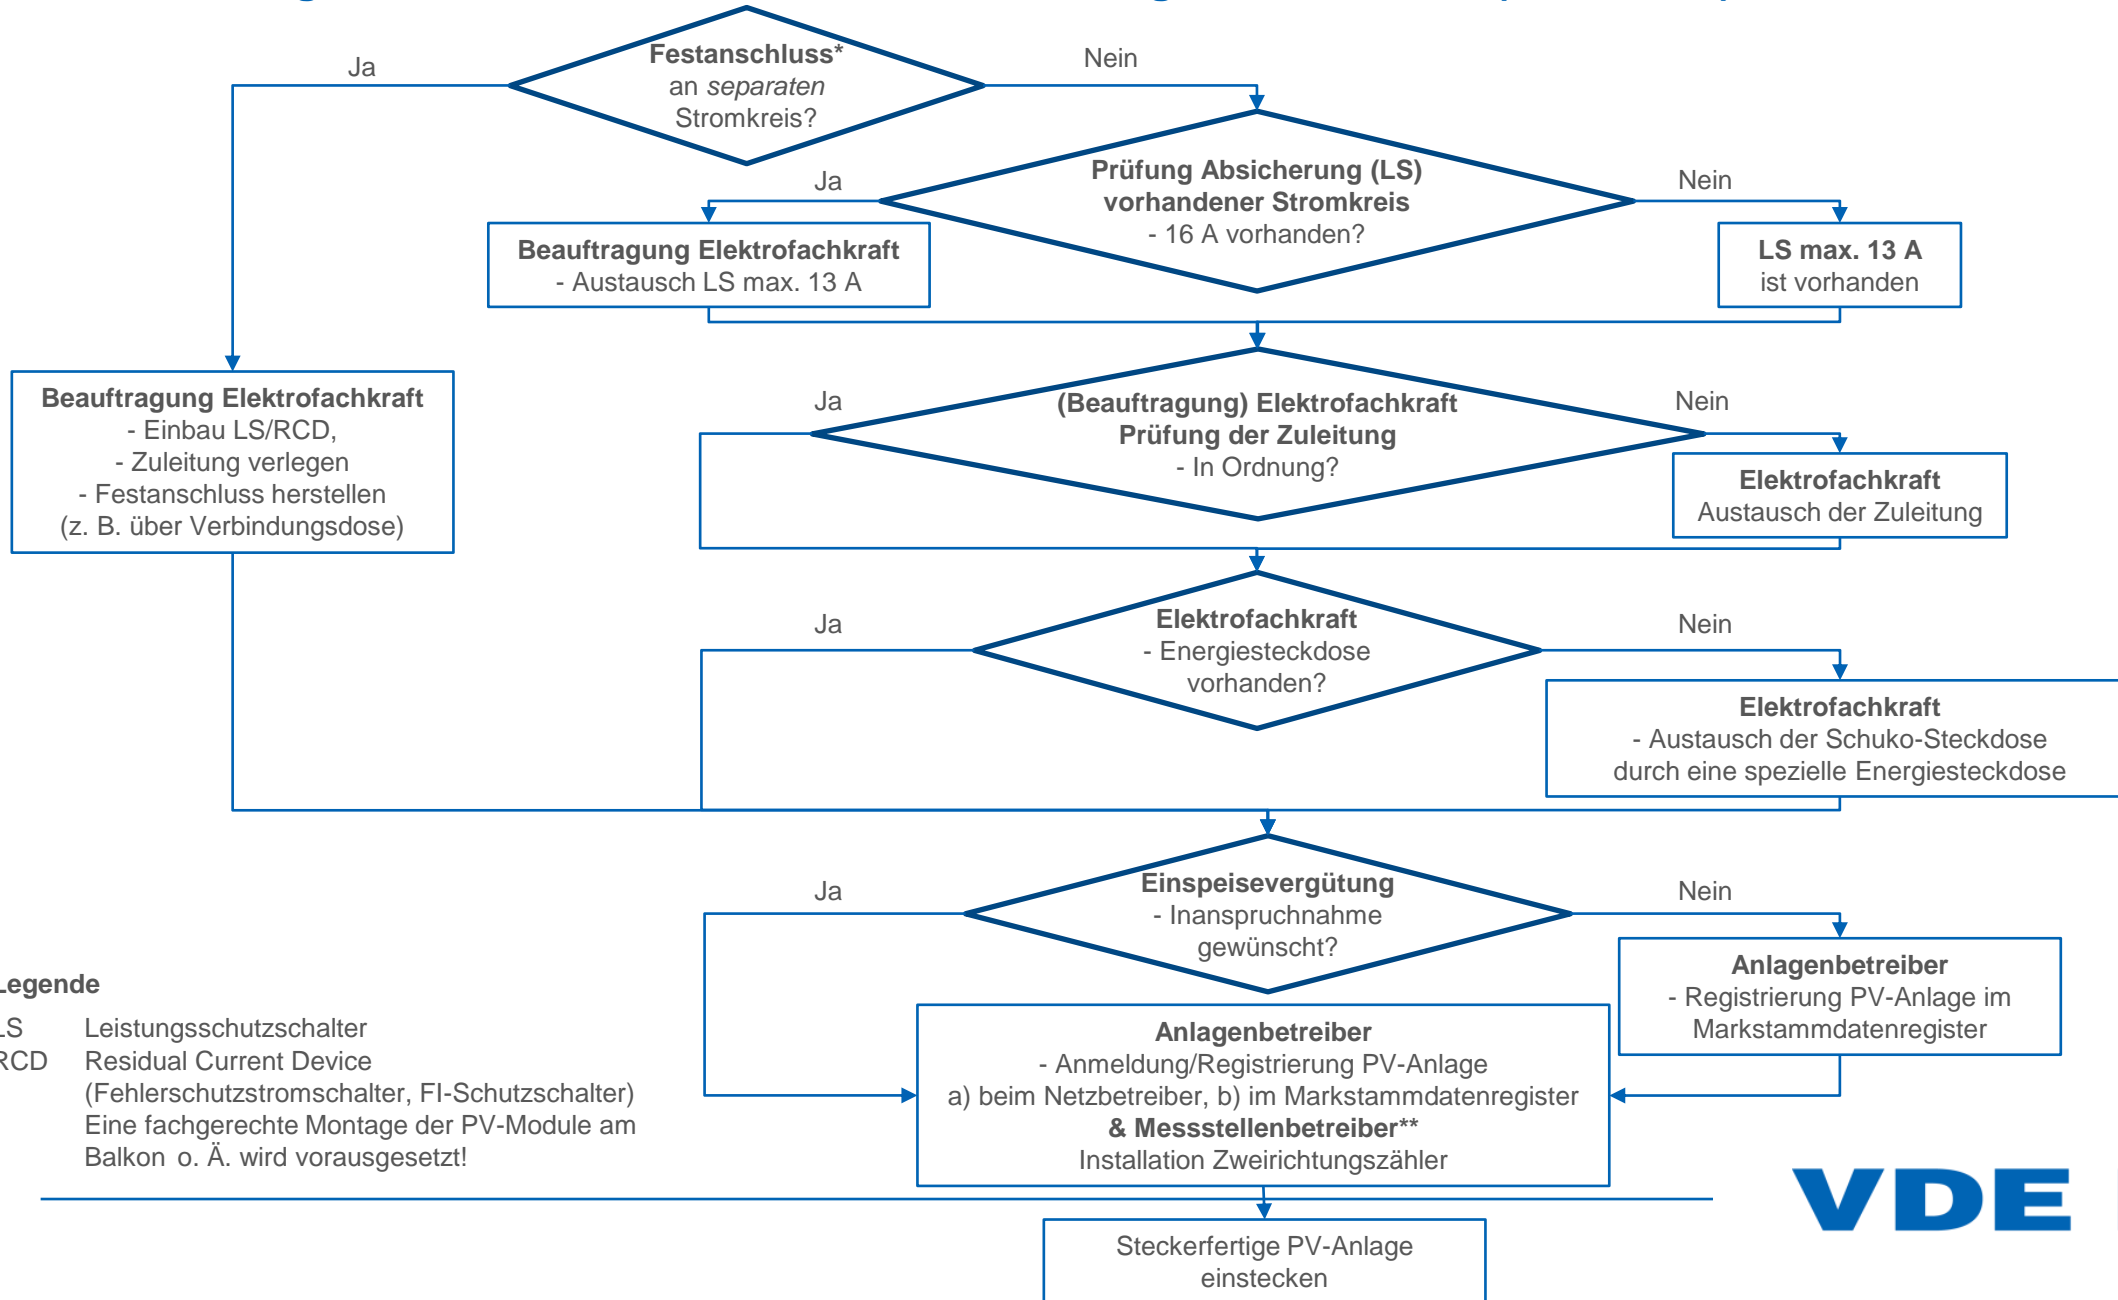 Festanschluss*
an separaten
Stromkreis?
Ja
Nein
Prüfung Absicherung (LS)
vorhandener Stromkreis
- 16 A vorhanden?
Ja
Nein
Beauftragung Elektrofachkraft
- Austausch LS max. 13 A
LS max. 13 A
ist vorhanden
Beauftragung Elektrofachkraft
- Einbau LS/RCD,
- Zuleitung verlegen
- Festanschluss herstellen
(z. B. über Verbindungsdose)
Ja
(Beauftragung) Elektrofachkraft
Prüfung der Zuleitung
- In Ordnung?
Nein
Elektrofachkraft
Austausch der Zuleitung
Ja
Elektrofachkraft
- Energiesteckdose
vorhanden?
Nein
Elektrofachkraft
- Austausch der Schuko-Steckdose
durch eine spezielle Energiesteckdose
Ja
Einspeisevergütung
- Inanspruchnahme
gewünscht?
Nein
Anlagenbetreiber
- Registrierung PV-Anlage im
Markstammdatenregister
Anlagenbetreiber
- Anmeldung/Registrierung PV-Anlage
a) beim Netzbetreiber, b) im Markstammdatenregister
& Messstellenbetreiber**
Installation Zweirichtungszähler
Steckerfertige PV-Anlage
einstecken
Legende
LS Leistungsschutzschalter
RCD Residual Current Device
(Fehlerschutzstromschalter, FI-Schutzschalter)
Eine fachgerechte Montage der PV-Module am
Balkon o. Ä. wird vorausgesetzt!
VDE